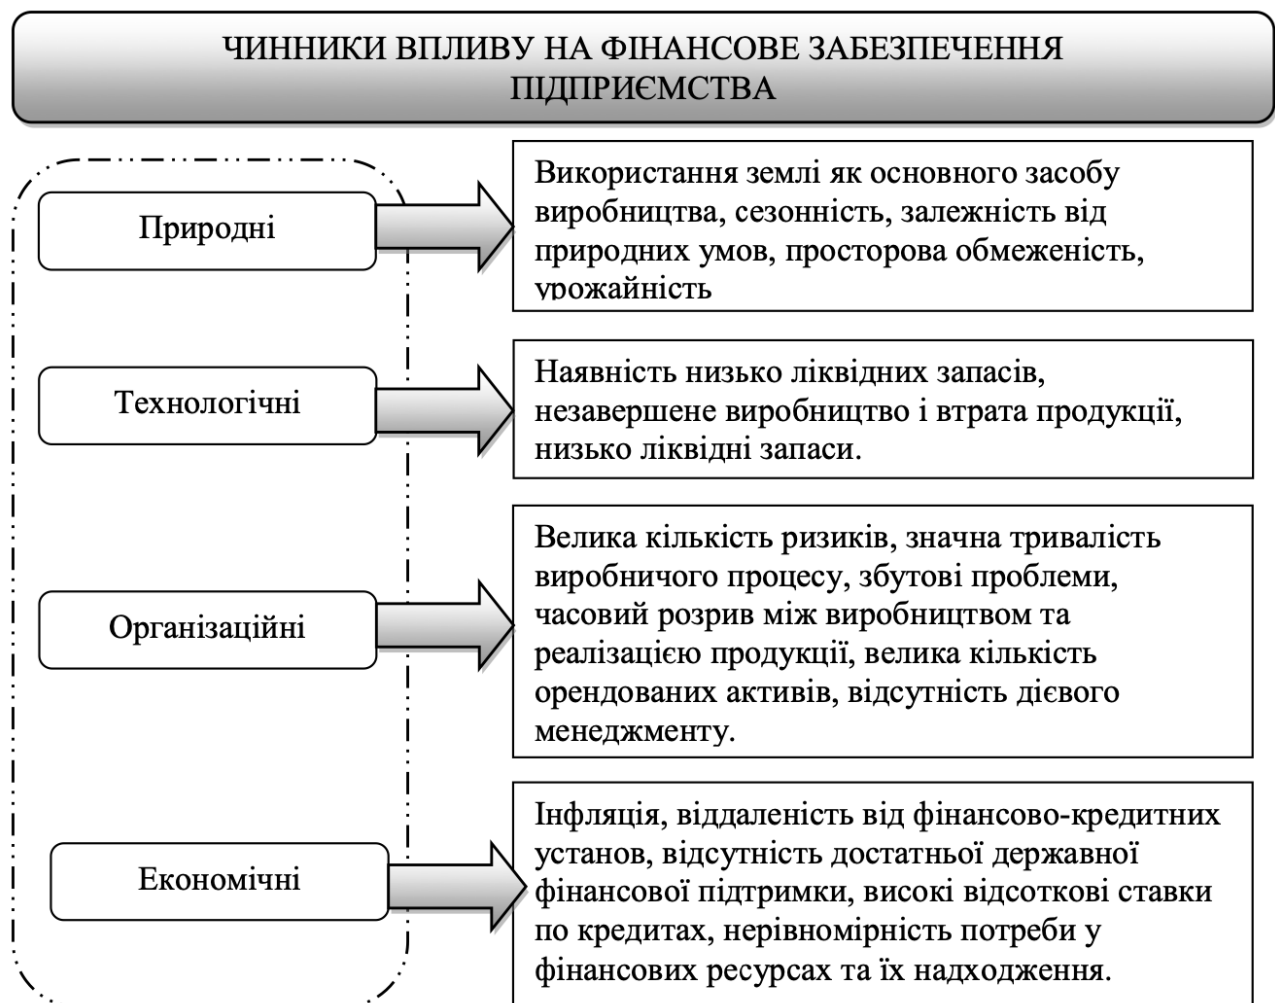 ЧИННИКИ ВПЛИВУ НА ФІНАНСОВЕ ЗАБЕЗПЕЧЕННЯ
ПІДПРИЄМСТВА
Природні
Використання землі як основного засобу
виробництва, сезонність, залежність від
природних умов, просторова обмеженість,
урожайність
Технологічні
Наявність низько ліквідних запасів,
незавершене виробництво і втрата продукції,
низько ліквідні запаси.
Організаційні
Велика кількість ризиків, значна тривалість
виробничого процесу, збутові проблеми,
часовий розрив між виробництвом та
реалізацією продукції, велика кількість
орендованих активів, відсутність дієвого
менеджменту.
Економічні
Інфляція, віддаленість від фінансово-кредитних
установ, відсутність достатньої державної
фінансової підтримки, високі відсоткові ставки
по кредитах, нерівномірність потреби у
фінансових ресурсах та їх надходження.